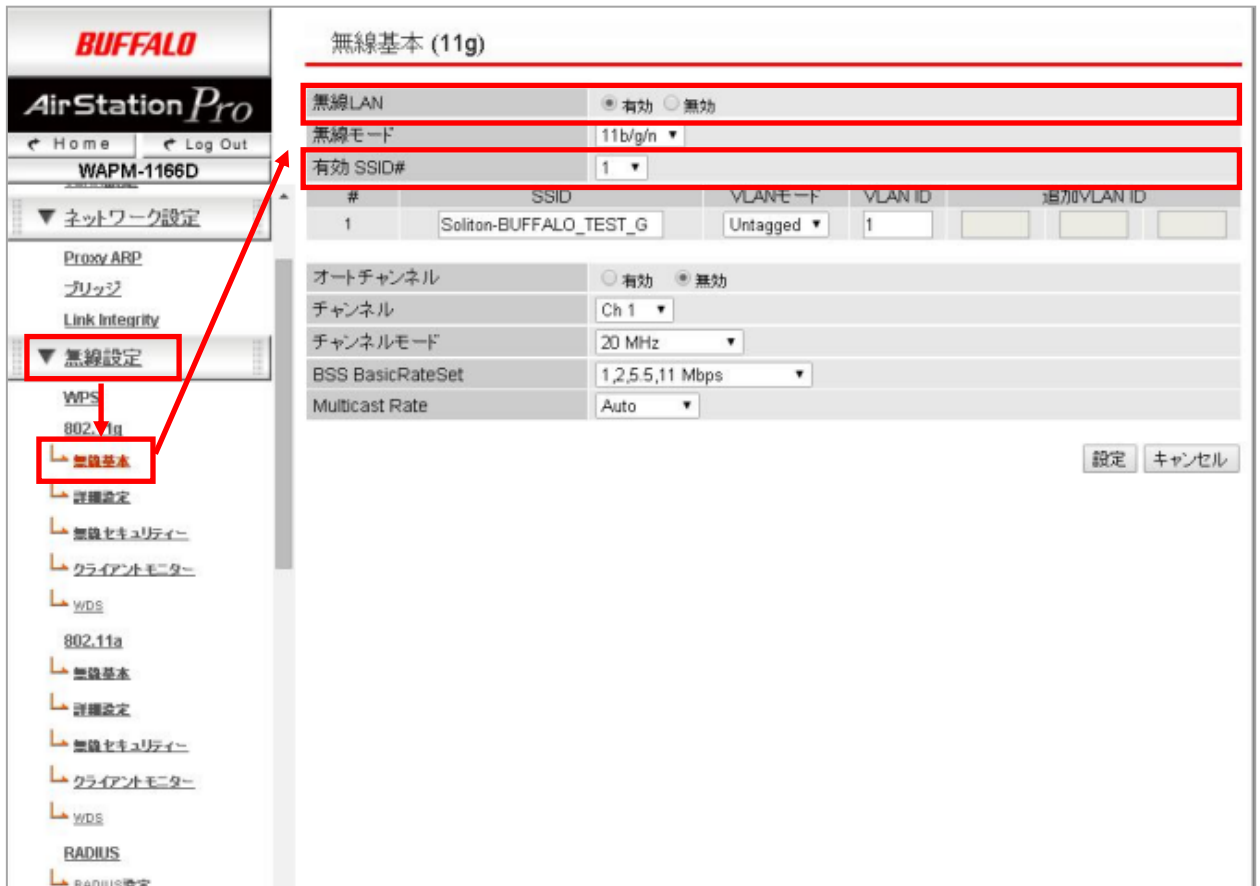 BUFFALO
AirStation Pro
Home Log Out
WAPM-1166D
▼ ネットワーク設定
Proxy ARP
ブリッジ
Link Integrity
▼ 無線設定
WPS
802.11g
無線基本
詳細設定
無線セキュリティー
クライアントモニター
WDS
802.11a
無線基本
詳細設定
無線セキュリティー
クライアントモニター
WDS
RADIUS
RADIUS設定
無線基本 (11g)
無線LAN 有効 無効
無線モード 11b/g/n ▼
有効 SSID# 1 ▼
# SSID VLANモード VLAN ID 追加VLAN ID
1 Soliton-BUFFALO_TEST_G Untagged ▼ 1
オートチャンネル 有効 無効
チャンネル Ch 1 ▼
チャンネルモード 20 MHz ▼
BSS BasicRateSet 1,2,5.5,11 Mbps ▼
Multicast Rate Auto ▼
設定 キャンセル